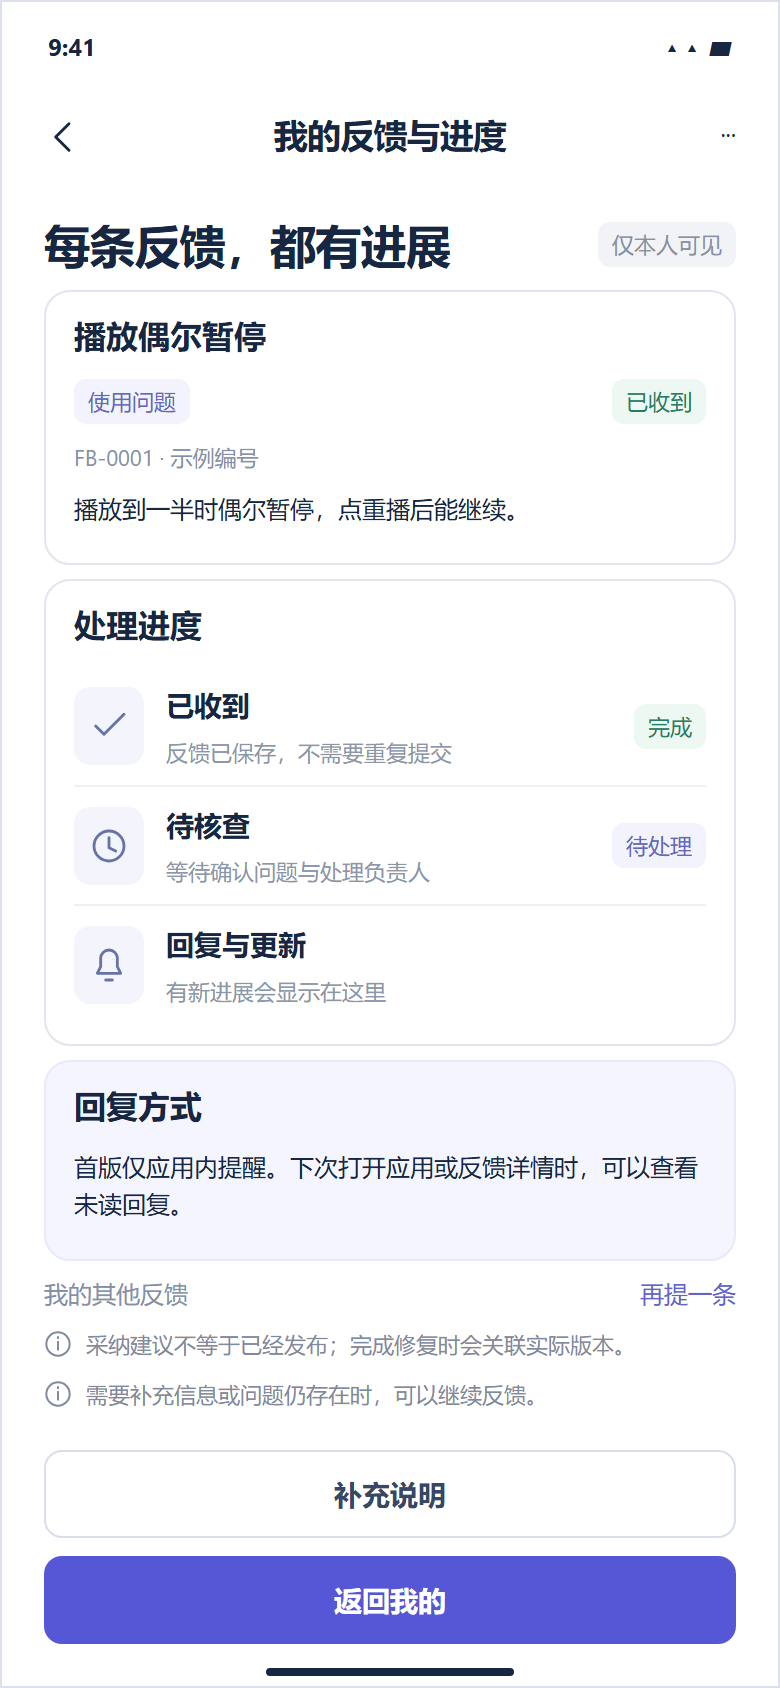 9:41
我的反馈与进度
...
每条反馈，都有进展
仅本人可见
播放偶尔暂停
使用问题
已收到
FB-0001 · 示例编号
播放到一半时偶尔暂停，点重播后能继续。
处理进度
已收到
反馈已保存，不需要重复提交
完成
待核查
等待确认问题与处理负责人
待处理
回复与更新
有新进展会显示在这里
回复方式
首版仅应用内提醒。下次打开应用或反馈详情时，可以查看
未读回复。
我的其他反馈
再提一条
采纳建议不等于已经发布；完成修复时会关联实际版本。
需要补充信息或问题仍存在时，可以继续反馈。
补充说明
返回我的